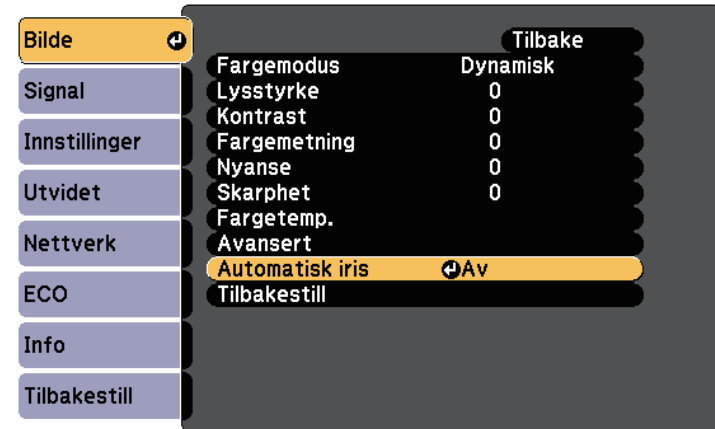 Bilde
Signal
Innstillinger
Utvidet
Nettverk
ECO
Info
Tilbakestill
Tilbake
Fargemodus Dynamisk
Lysstyrke 0
Kontrast 0
Fargemetning 0
Nyanse 0
Skarphet 0
Fargetemp.
Avansert
Automatisk iris Av
Tilbakestill